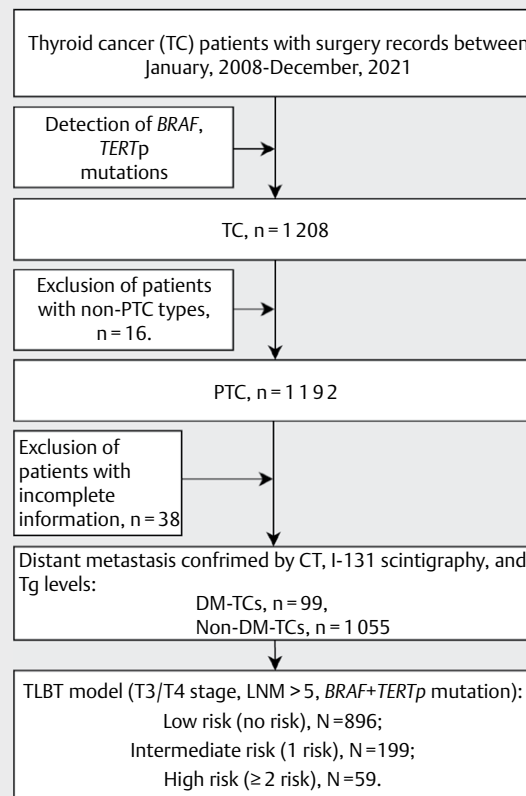 Thyroid cancer (TC) patients with surgery records between
January, 2008-December, 2021
Detection of BRAF,
TERTp
mutations
TC, n = 1 208
Exclusion of patients
with non-PTC types,
n = 16.
PTC, n = 1 1 9 2
Exclusion of
patients with
incomplete
information, n = 38
Distant metastasis confrimed by CT, I-131 scintigraphy, and
Tg levels:
DM-TCs, n = 99,
Non-DM-TCs, n = 1 055
TLBT model (T3/T4 stage, LNM > 5, BRAF+TERTp mutation):
Low risk (no risk), N = 896;
Intermediate risk (1 risk), N = 199;
High risk (≥ 2 risk), N = 59.